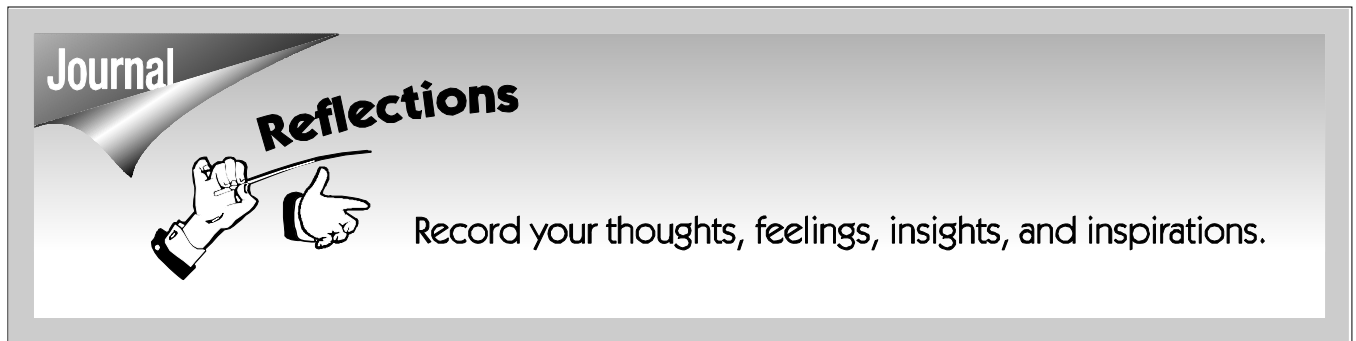 Journal
Reflections
Record your thoughts, feelings, insights, and inspirations.